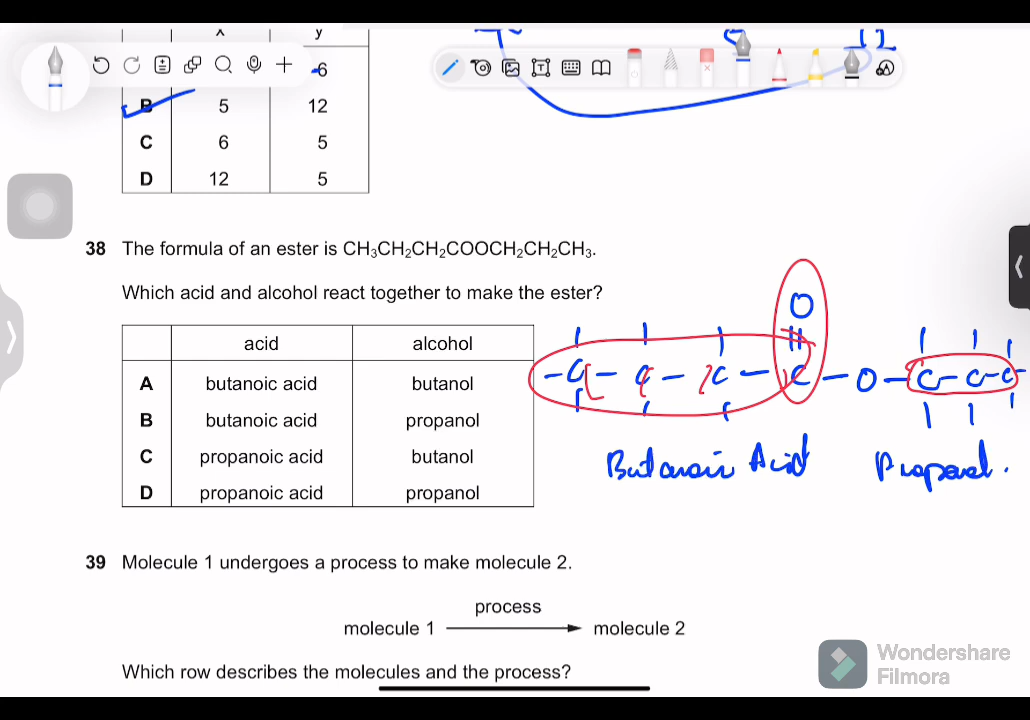 x y
-6
B 5 12
C 6 5
D 12 5
12
38 The formula of an ester is CH₃CH₂CH₂COOCH₂CH₂CH₃.
Which acid and alcohol react together to make the ester?
acid alcohol
A butanoic acid butanol
B butanoic acid propanol
C propanoic acid butanol
D propanoic acid propanol
O
- C - C - C - C - O - C - C - C -
Butanoic Acid Propanol.
39 Molecule 1 undergoes a process to make molecule 2.
process
molecule 1 molecule 2
Which row describes the molecules and the process?
Wondershare
Filmora